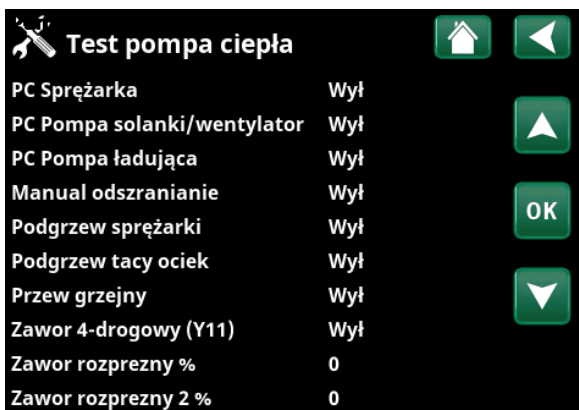 Test pompa ciepła
PC Sprężarka Wył
PC Pompa solanki/wentylator Wył
PC Pompa ładująca Wył
Manual odszranianie Wył
Podgrzew sprężarki Wył
Podgrzew tacy ociek Wył
Przew grzejny Wył
Zawor 4-drogowy (Y11) Wył
Zawor rozprezny % 0
Zawor rozprezny 2 % 0
OK